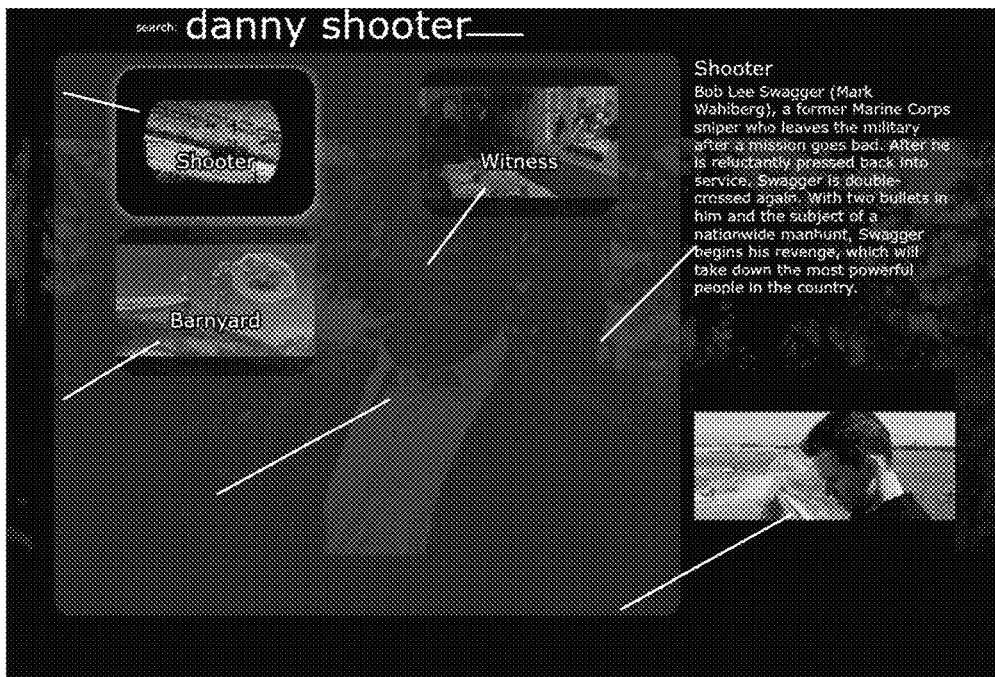 search: danny shooter
Shooter
Witness
Barnyard
Shooter
Bob Lee Swagger (Mark
Wahlberg), a former Marine Corps
sniper who leaves the military
after a mission goes bad. After he
is reluctantly pressed back into
service, Swagger is double-
crossed again. With two bullets in
him and the subject of a
nationwide manhunt, Swagger
begins his revenge, which will
take down the most powerful
people in the country.